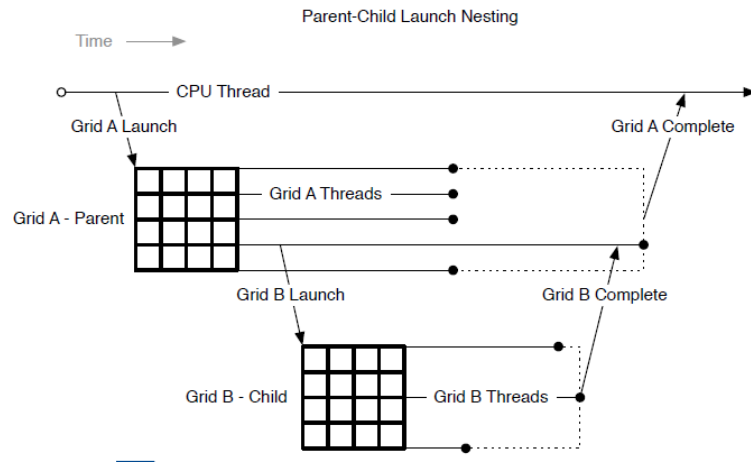 Parent-Child Launch Nesting
Time
CPU Thread
Grid A Launch
Grid A Complete
Grid A Threads
Grid A - Parent
Grid B Launch
Grid B Complete
Grid B - Child
Grid B Threads